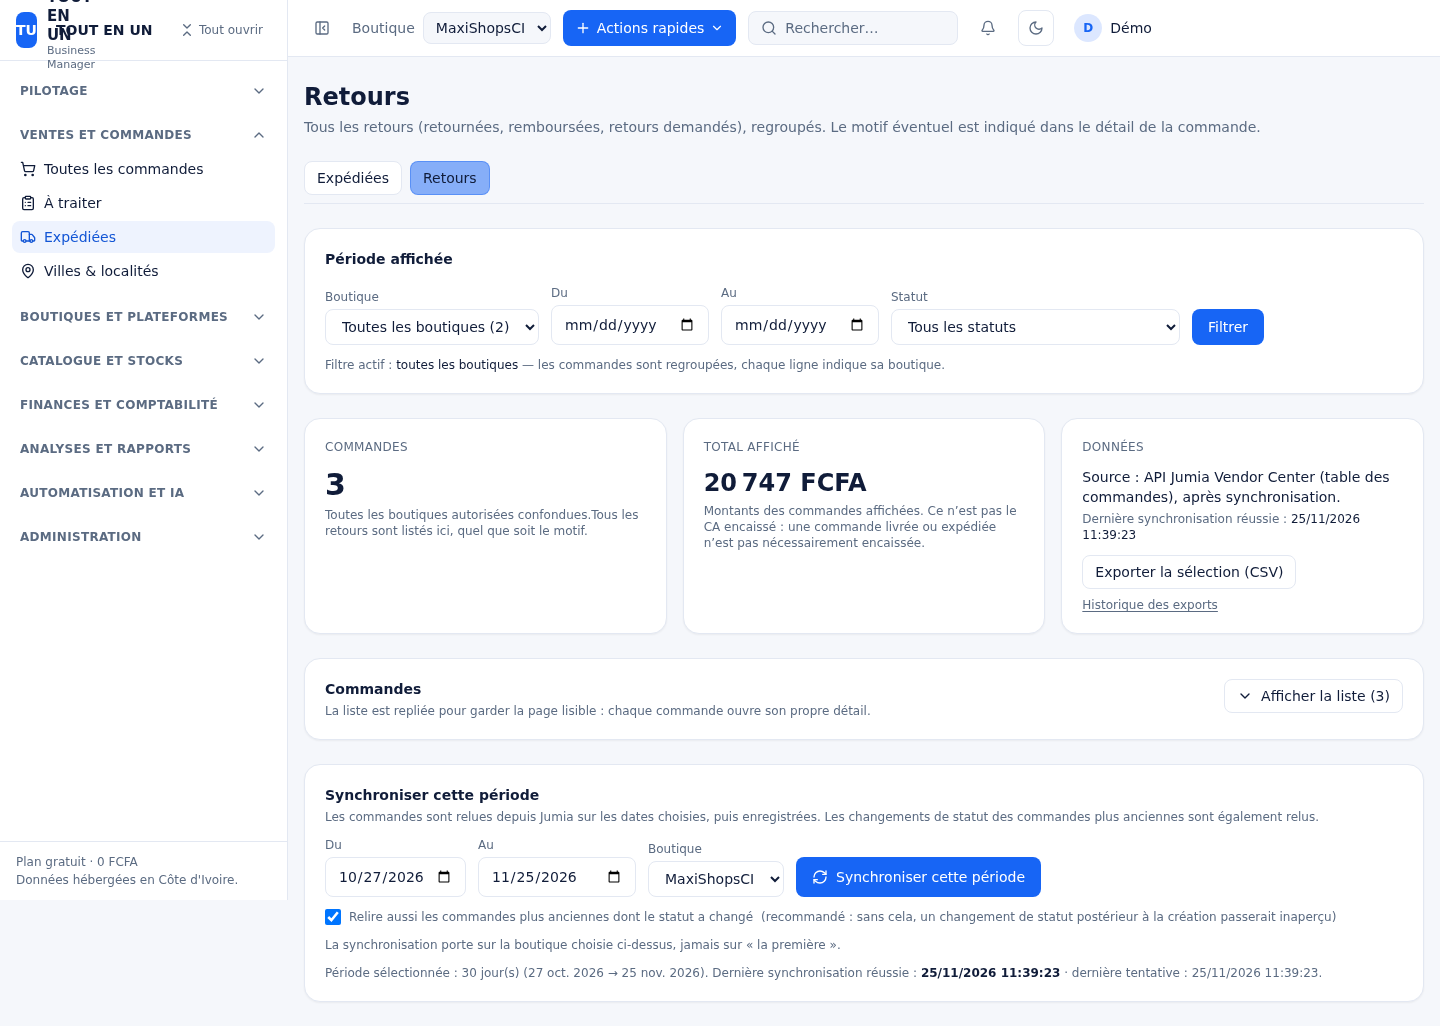 TU
TOUT EN UN
TOUT EN UN
Business Manager
Tout ouvrir
Boutique
MaxiShopsCI
Actions rapides
Rechercher…
D
Démo
PILOTAGE
VENTES ET COMMANDES
Toutes les commandes
À traiter
Expédiées
Villes & localités
BOUTIQUES ET PLATEFORMES
CATALOGUE ET STOCKS
FINANCES ET COMPTABILITÉ
ANALYSES ET RAPPORTS
AUTOMATISATION ET IA
ADMINISTRATION
Plan gratuit · 0 FCFA
Données hébergées en Côte d'Ivoire.
Retours
Tous les retours (retournées, remboursées, retours demandés), regroupés. Le motif éventuel est indiqué dans le détail de la commande.
Expédiées
Retours
Période affichée
Boutique
Du
Au
Statut
Toutes les boutiques (2)
mm/dd/yyyy
mm/dd/yyyy
Tous les statuts
Filtrer
Filtre actif : toutes les boutiques — les commandes sont regroupées, chaque ligne indique sa boutique.
COMMANDES
3
Toutes les boutiques autorisées confondues.Tous les
retours sont listés ici, quel que soit le motif.
TOTAL AFFICHÉ
20 747 FCFA
Montants des commandes affichées. Ce n’est pas le
CA encaissé : une commande livrée ou expédiée
n’est pas nécessairement encaissée.
DONNÉES
Source : API Jumia Vendor Center (table des
commandes), après synchronisation.
Dernière synchronisation réussie : 25/11/2026
11:39:23
Exporter la sélection (CSV)
Historique des exports
Commandes
La liste est repliée pour garder la page lisible : chaque commande ouvre son propre détail.
Afficher la liste (3)
Synchroniser cette période
Les commandes sont relues depuis Jumia sur les dates choisies, puis enregistrées. Les changements de statut des commandes plus anciennes sont également relus.
Du
Au
Boutique
10/27/2026
11/25/2026
MaxiShopsCI
Synchroniser cette période
Relire aussi les commandes plus anciennes dont le statut a changé (recommandé : sans cela, un changement de statut postérieur à la création passerait inaperçu)
La synchronisation porte sur la boutique choisie ci-dessus, jamais sur « la première ».
Période sélectionnée : 30 jour(s) (27 oct. 2026 → 25 nov. 2026). Dernière synchronisation réussie : 25/11/2026 11:39:23 · dernière tentative : 25/11/2026 11:39:23.